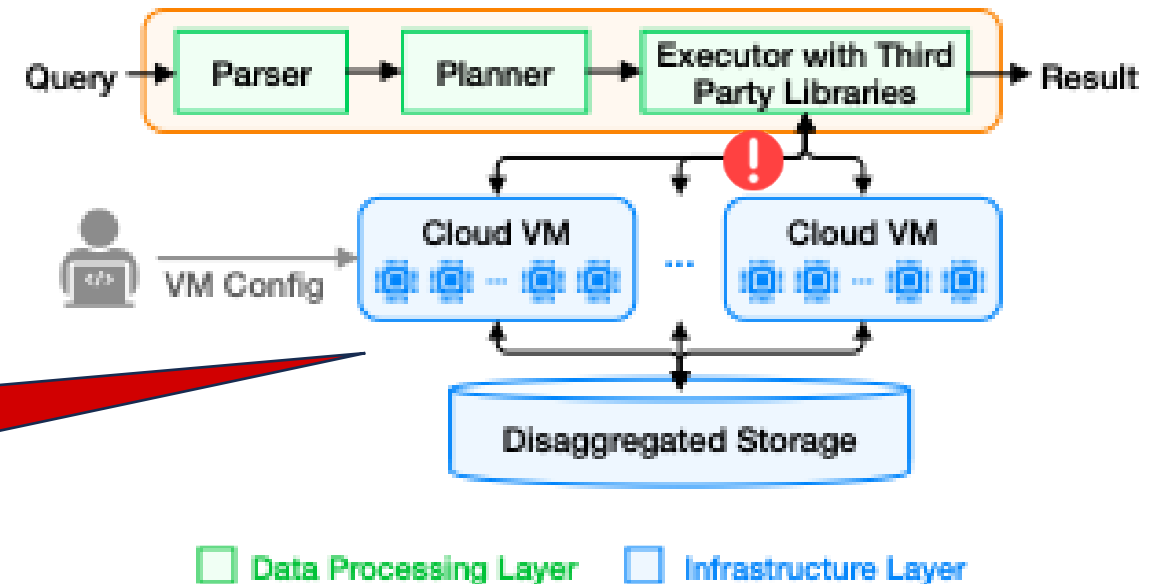 Query
Parser
Planner
Executor with Third
Party Libraries
Result
!
Cloud VM
...
Cloud VM
...
...
</>
VM Config
Disaggregated Storage
Data Processing Layer
Infrastructure Layer